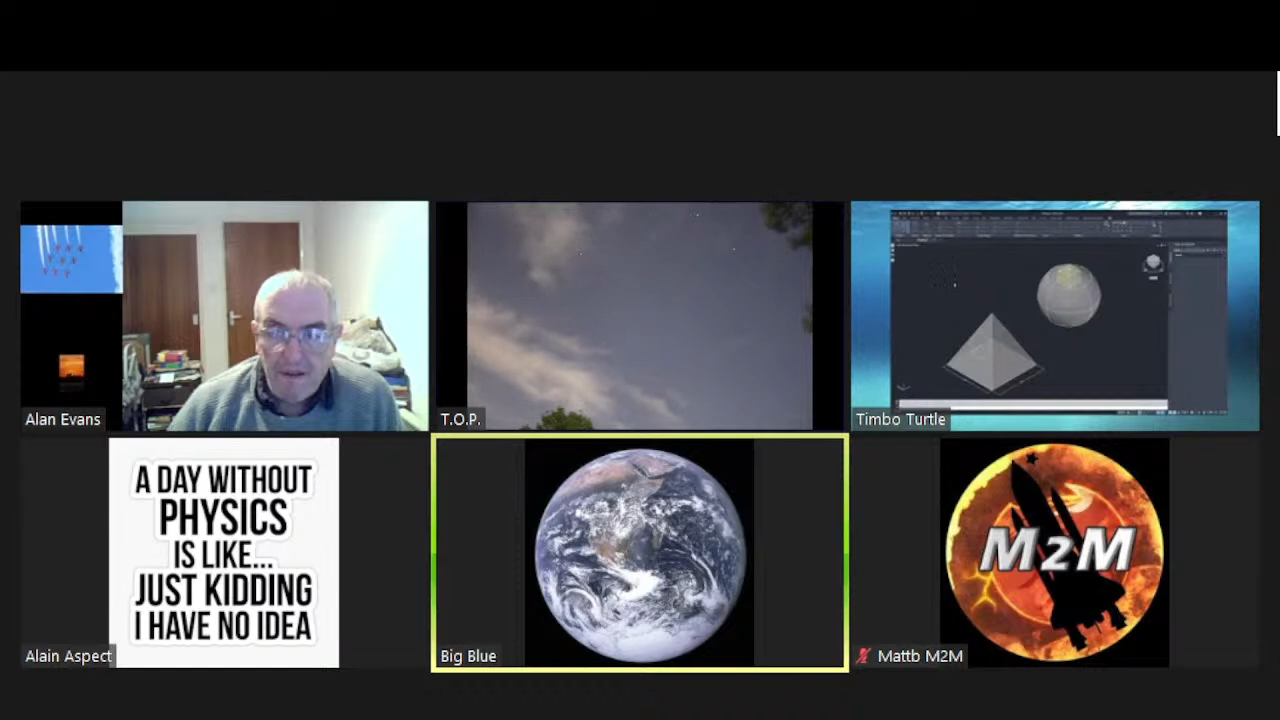 Alan Evans
T.O.P.
Timbo Turtle
A DAY WITHOUT
PHYSICS
IS LIKE...
JUST KIDDING
I HAVE NO IDEA
Alain Aspect
Big Blue
M2M
Mattb M2M